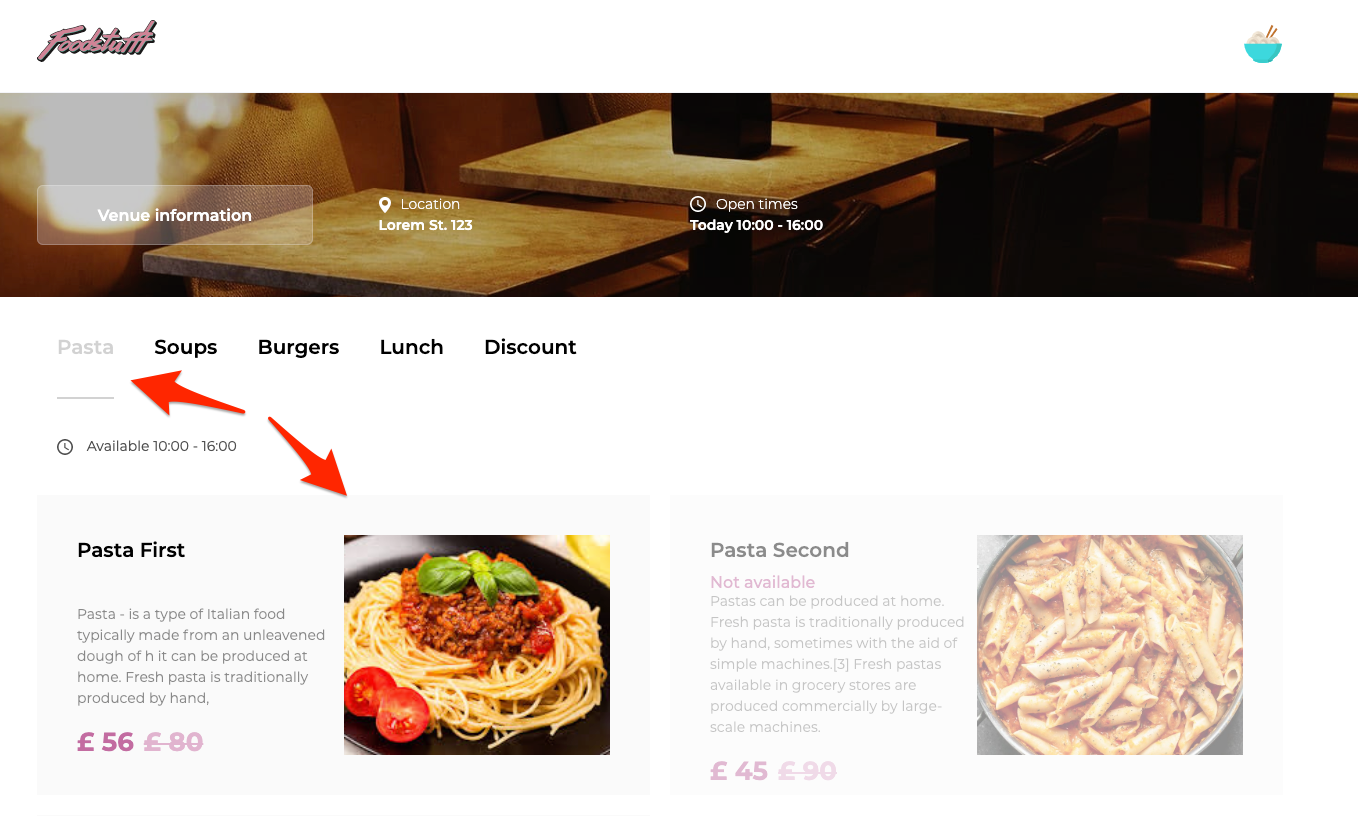 Foodstuff
Venue information
Location
Lorem St. 123
Open times
Today 10:00 - 16:00
Pasta Soups Burgers Lunch Discount
Available 10:00 - 16:00
Pasta First
Pasta - is a type of Italian food
typically made from an unleavened
dough of h it can be produced at
home. Fresh pasta is traditionally
produced by hand,
£ 56 £ 80
Pasta Second
Not available
Pastas can be produced at home.
Fresh pasta is traditionally produced
by hand, sometimes with the aid of
simple machines.[3] Fresh pastas
available in grocery stores are
produced commercially by large-
scale machines.
£ 45 £ 90